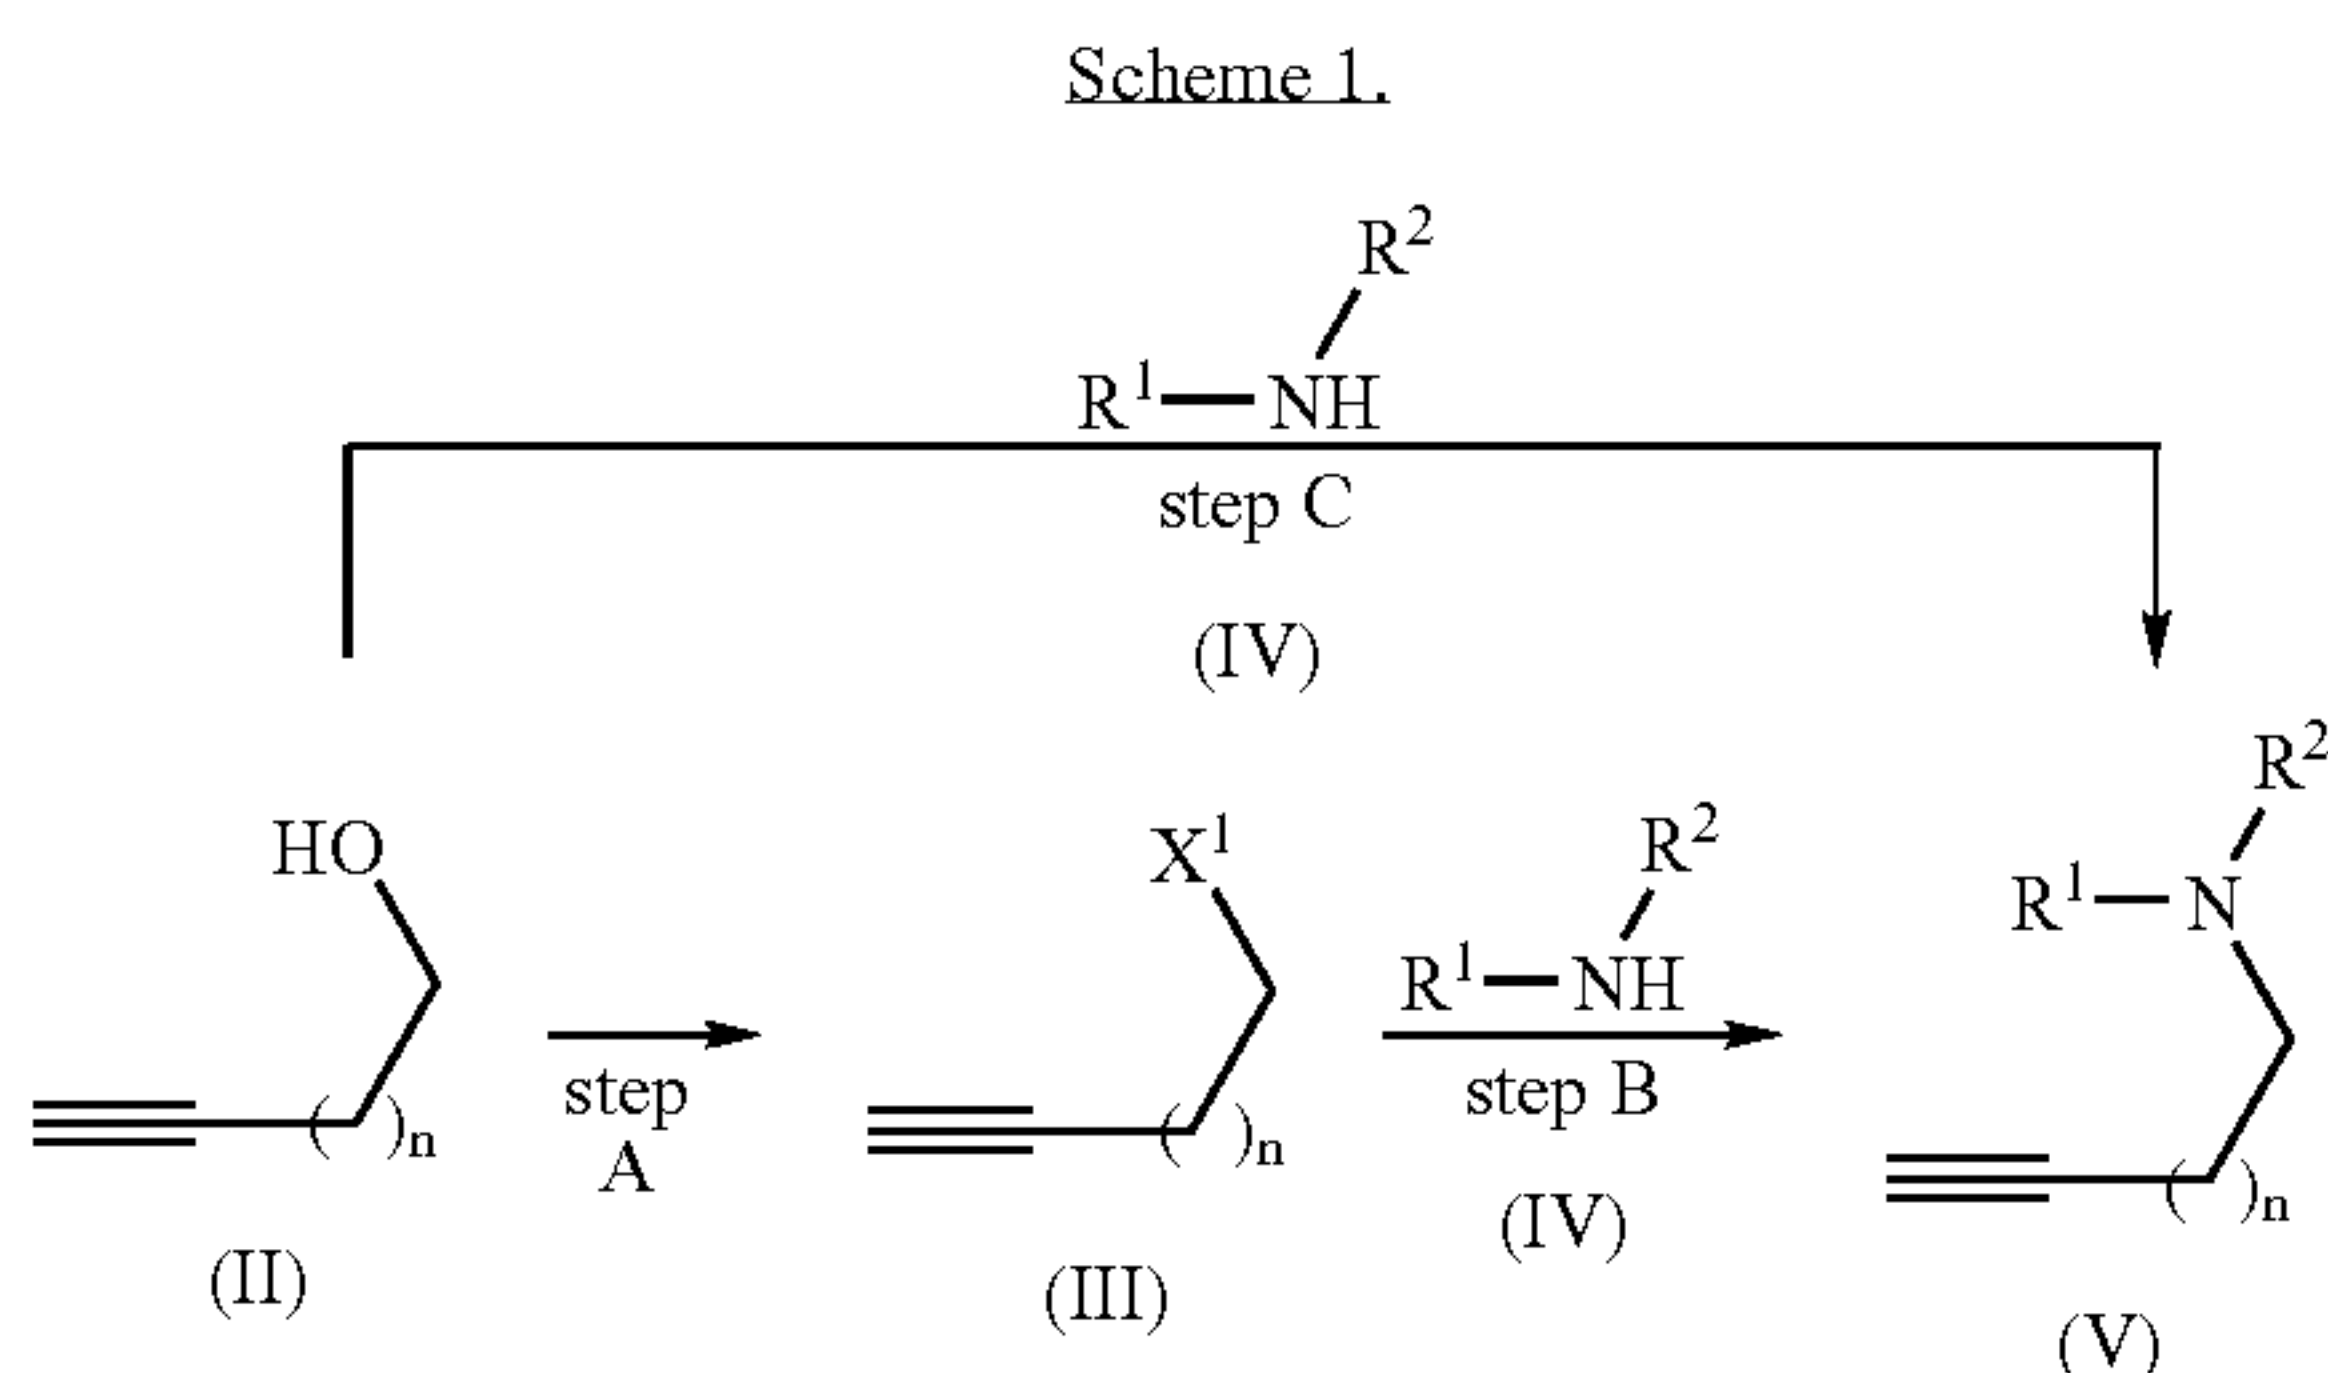 Scheme 1.
R²
R¹—NH
step C
(IV)
R²
HO
X¹
R²
R¹—N
R¹—NH
step
A
step B
( )n
( )n
( )n
(IV)
(II)
(III)
(V)